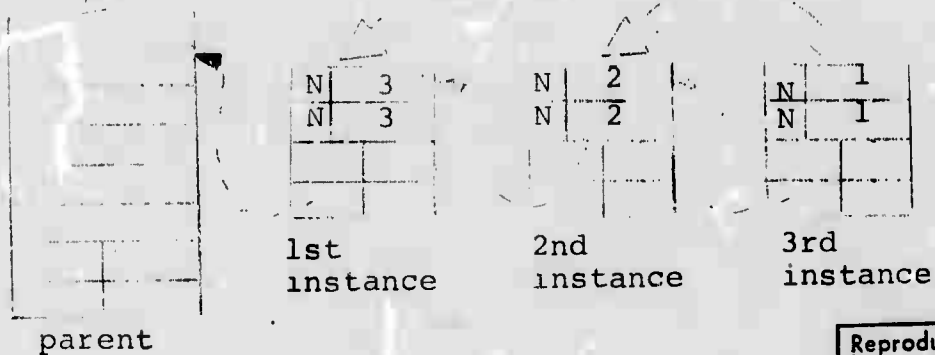 N 3
N 3
N 2
N 2
N 1
N 1
1st
instance
2nd
instance
3rd
instance
parent
Reprodu